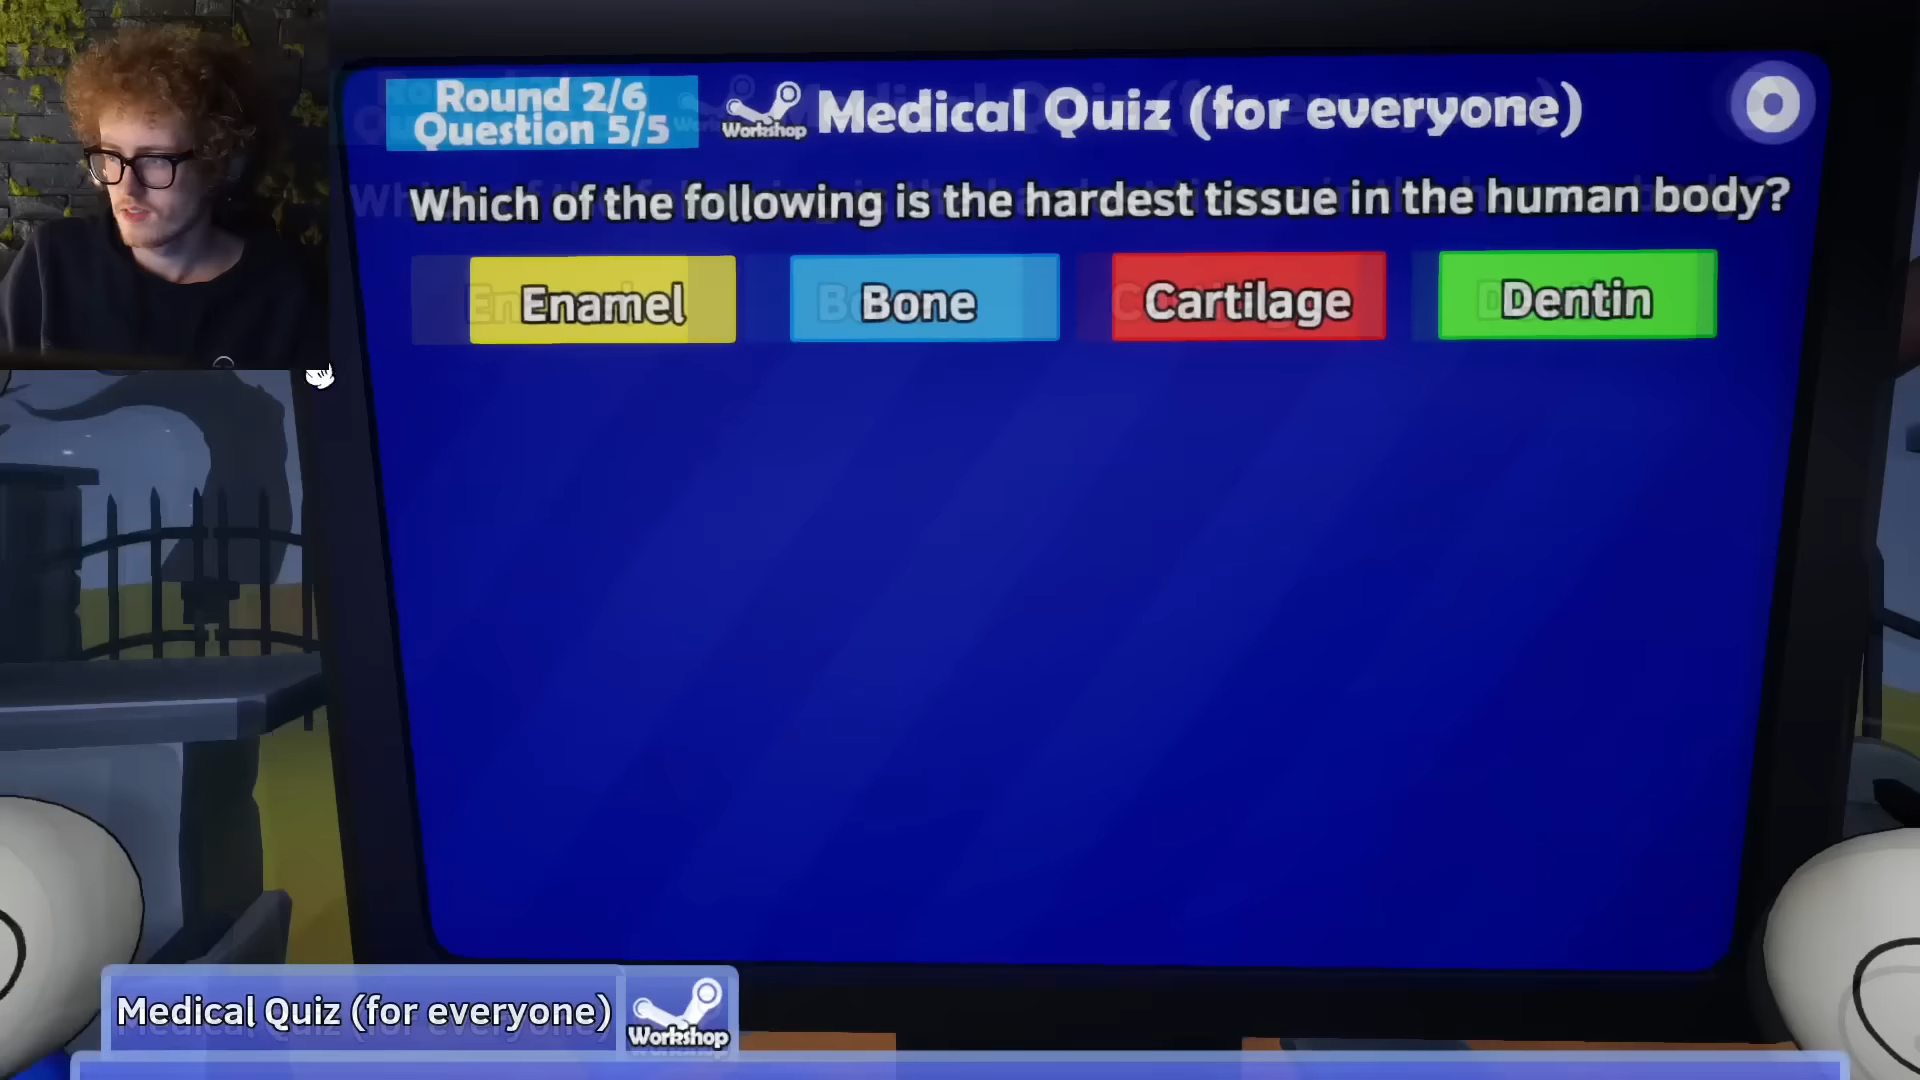 Round 2/6
Question 5/5
Workshop
Medical Quiz (for everyone)
Which of the following is the hardest tissue in the human body?
Enamel
Bone
Cartilage
Dentin
Medical Quiz (for everyone)
Workshop